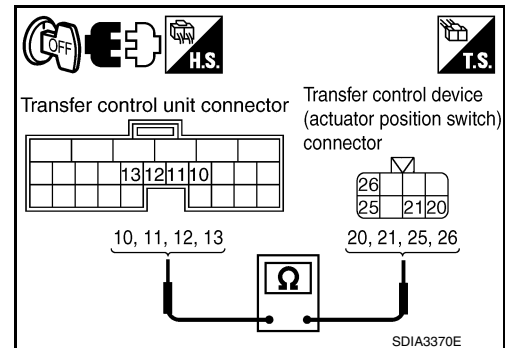 OFF
H.S.
T.S.
Transfer control unit connector
Transfer control device
(actuator position switch)
connector
13 12 11 10
26
25 21 20
10, 11, 12, 13
20, 21, 25, 26
Ω
SDIA3370E